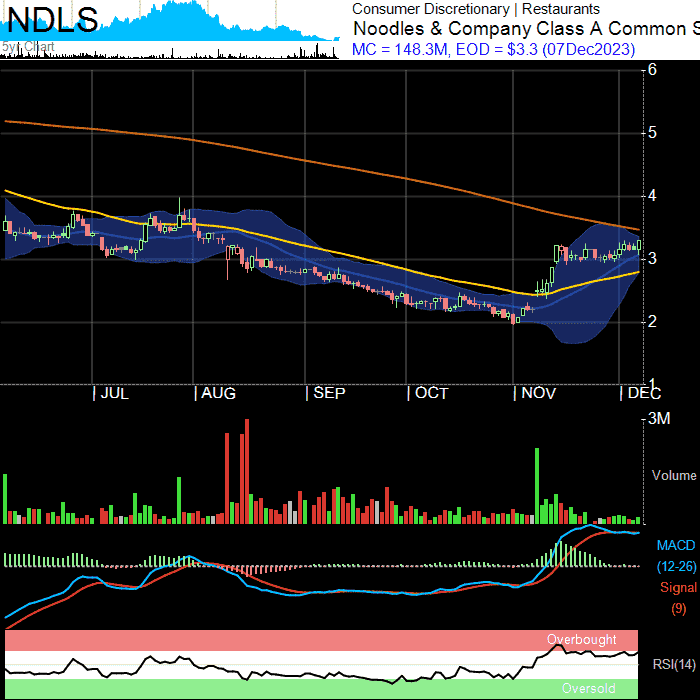 NDLS
5yr Chart
Consumer Discretionary | Restaurants
Noodles & Company Class A Common S
MC = 148.3M, EOD = $3.3 (07Dec2023)
6
5
4
3
2
1
JUL AUG SEP OCT NOV DEC
3M
Volume
MACD
(12-26)
Signal
(9)
Overbought
RSI(14)
Oversold